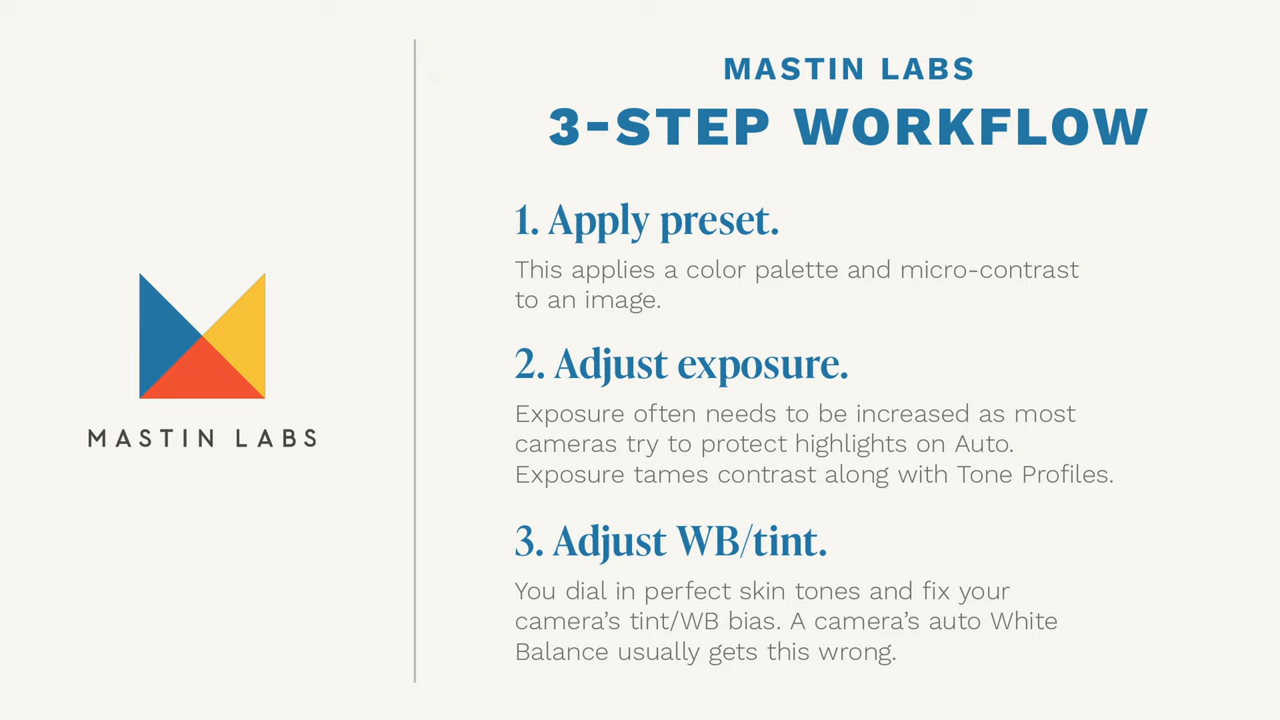 MASTIN LABS
MASTIN LABS
3-STEP WORKFLOW
1. Apply preset.
This applies a color palette and micro-contrast
to an image.
2. Adjust exposure.
Exposure often needs to be increased as most
cameras try to protect highlights on Auto.
Exposure tames contrast along with Tone Profiles.
3. Adjust WB/tint.
You dial in perfect skin tones and fix your
camera’s tint/WB bias. A camera’s auto White
Balance usually gets this wrong.